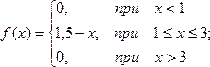 f(x) = { 0, при x < 1
1,5 − x, при 1 ≤ x ≤ 3;
0, при x > 3